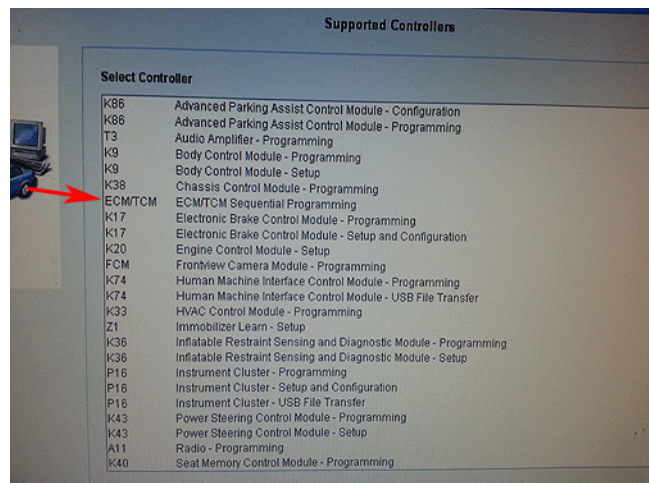 Supported Controllers
Select Controller
K86 Advanced Parking Assist Control Module - Configuration
K86 Advanced Parking Assist Control Module - Programming
T3 Audio Amplifier - Programming
K9 Body Control Module - Programming
K9 Body Control Module - Setup
K38 Chassis Control Module - Programming
ECM/TCM ECM/TCM Sequential Programming
K17 Electronic Brake Control Module - Programming
K17 Electronic Brake Control Module - Setup and Configuration
K20 Engine Control Module - Setup
FCM Frontview Camera Module - Programming
K74 Human Machine Interface Control Module - Programming
K74 Human Machine Interface Control Module - USB File Transfer
K33 HVAC Control Module - Programming
Z1 Immobilizer Learn - Setup
K36 Inflatable Restraint Sensing and Diagnostic Module - Programming
K36 Inflatable Restraint Sensing and Diagnostic Module - Setup
P16 Instrument Cluster - Programming
P16 Instrument Cluster - Setup and Configuration
P16 Instrument Cluster - USB File Transfer
K43 Power Steering Control Module - Programming
K43 Power Steering Control Module - Setup
A11 Radio - Programming
K40 Seat Memory Control Module - Programming